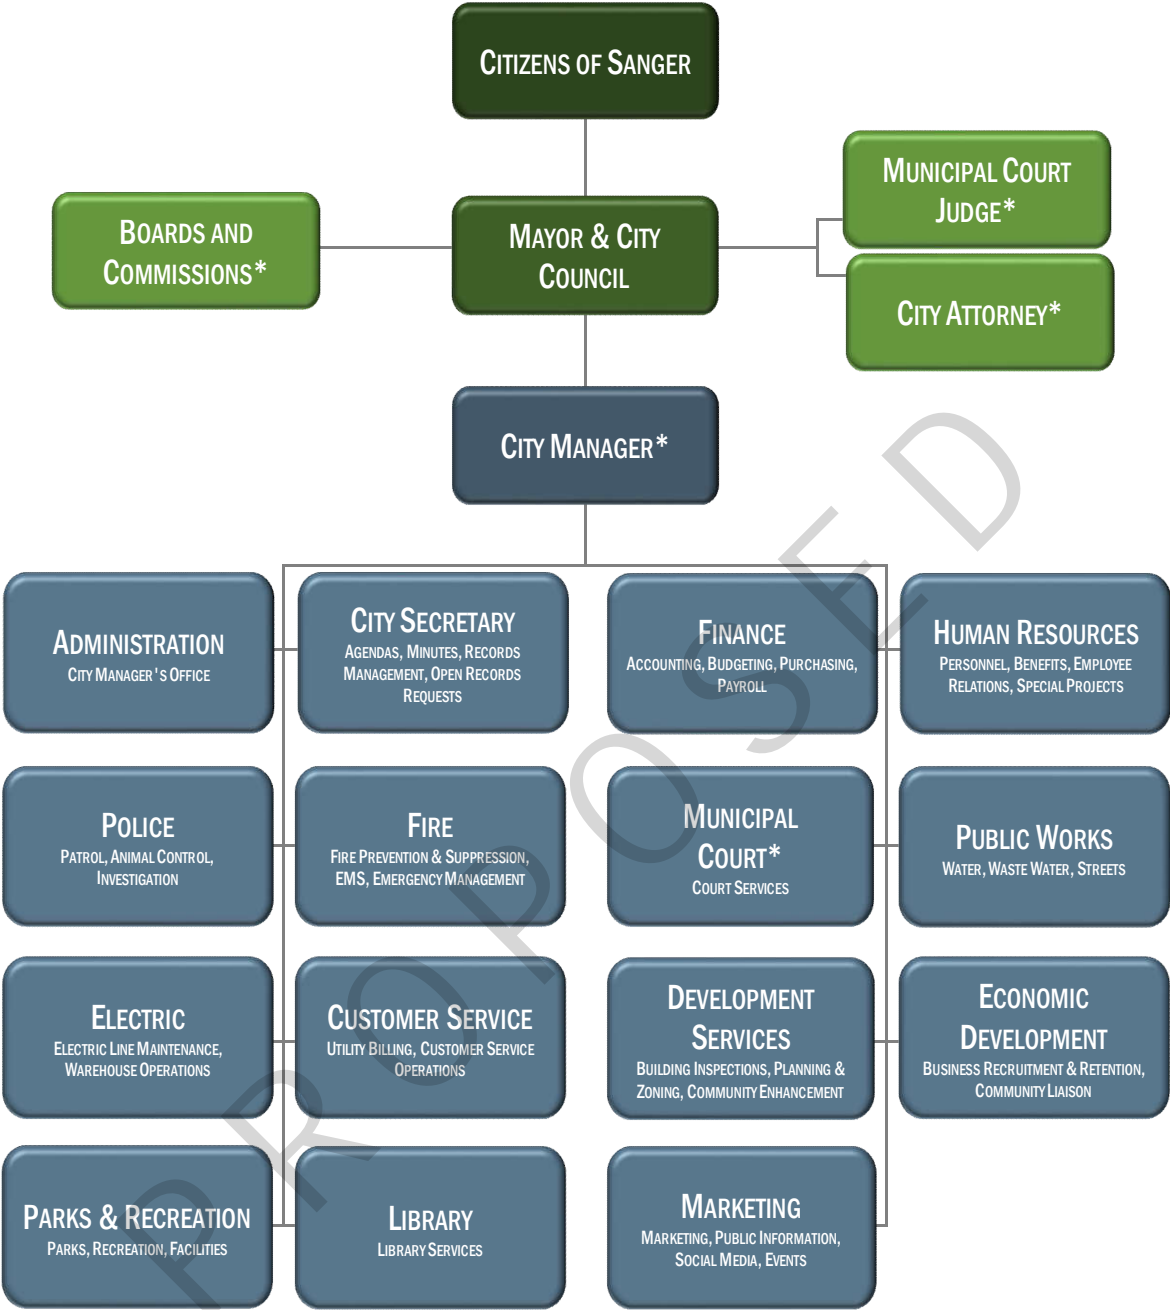 CITIZENS OF SANGER
MUNICIPAL COURT
JUDGE*
BOARDS AND
COMMISSIONS*
MAYOR & CITY
COUNCIL
CITY ATTORNEY*
CITY MANAGER*
ADMINISTRATION
CITY MANAGER'S OFFICE
CITY SECRETARY
AGENDAS, MINUTES, RECORDS
MANAGEMENT, OPEN RECORDS
REQUESTS
FINANCE
ACCOUNTING, BUDGETING, PURCHASING,
PAYROLL
HUMAN RESOURCES
PERSONNEL, BENEFITS, EMPLOYEE
RELATIONS, SPECIAL PROJECTS
POLICE
PATROL, ANIMAL CONTROL,
INVESTIGATION
FIRE
FIRE PREVENTION & SUPPRESSION,
EMS, EMERGENCY MANAGEMENT
MUNICIPAL
COURT*
COURT SERVICES
PUBLIC WORKS
WATER, WASTE WATER, STREETS
ELECTRIC
ELECTRIC LINE MAINTENANCE,
WAREHOUSE OPERATIONS
CUSTOMER SERVICE
UTILITY BILLING, CUSTOMER SERVICE
OPERATIONS
DEVELOPMENT
SERVICES
BUILDING INSPECTIONS, PLANNING &
ZONING, COMMUNITY ENHANCEMENT
ECONOMIC
DEVELOPMENT
BUSINESS RECRUITMENT & RETENTION,
COMMUNITY LIAISON
PARKS & RECREATION
PARKS, RECREATION, FACILITIES
LIBRARY
LIBRARY SERVICES
MARKETING
MARKETING, PUBLIC INFORMATION,
SOCIAL MEDIA, EVENTS
PROPOSED